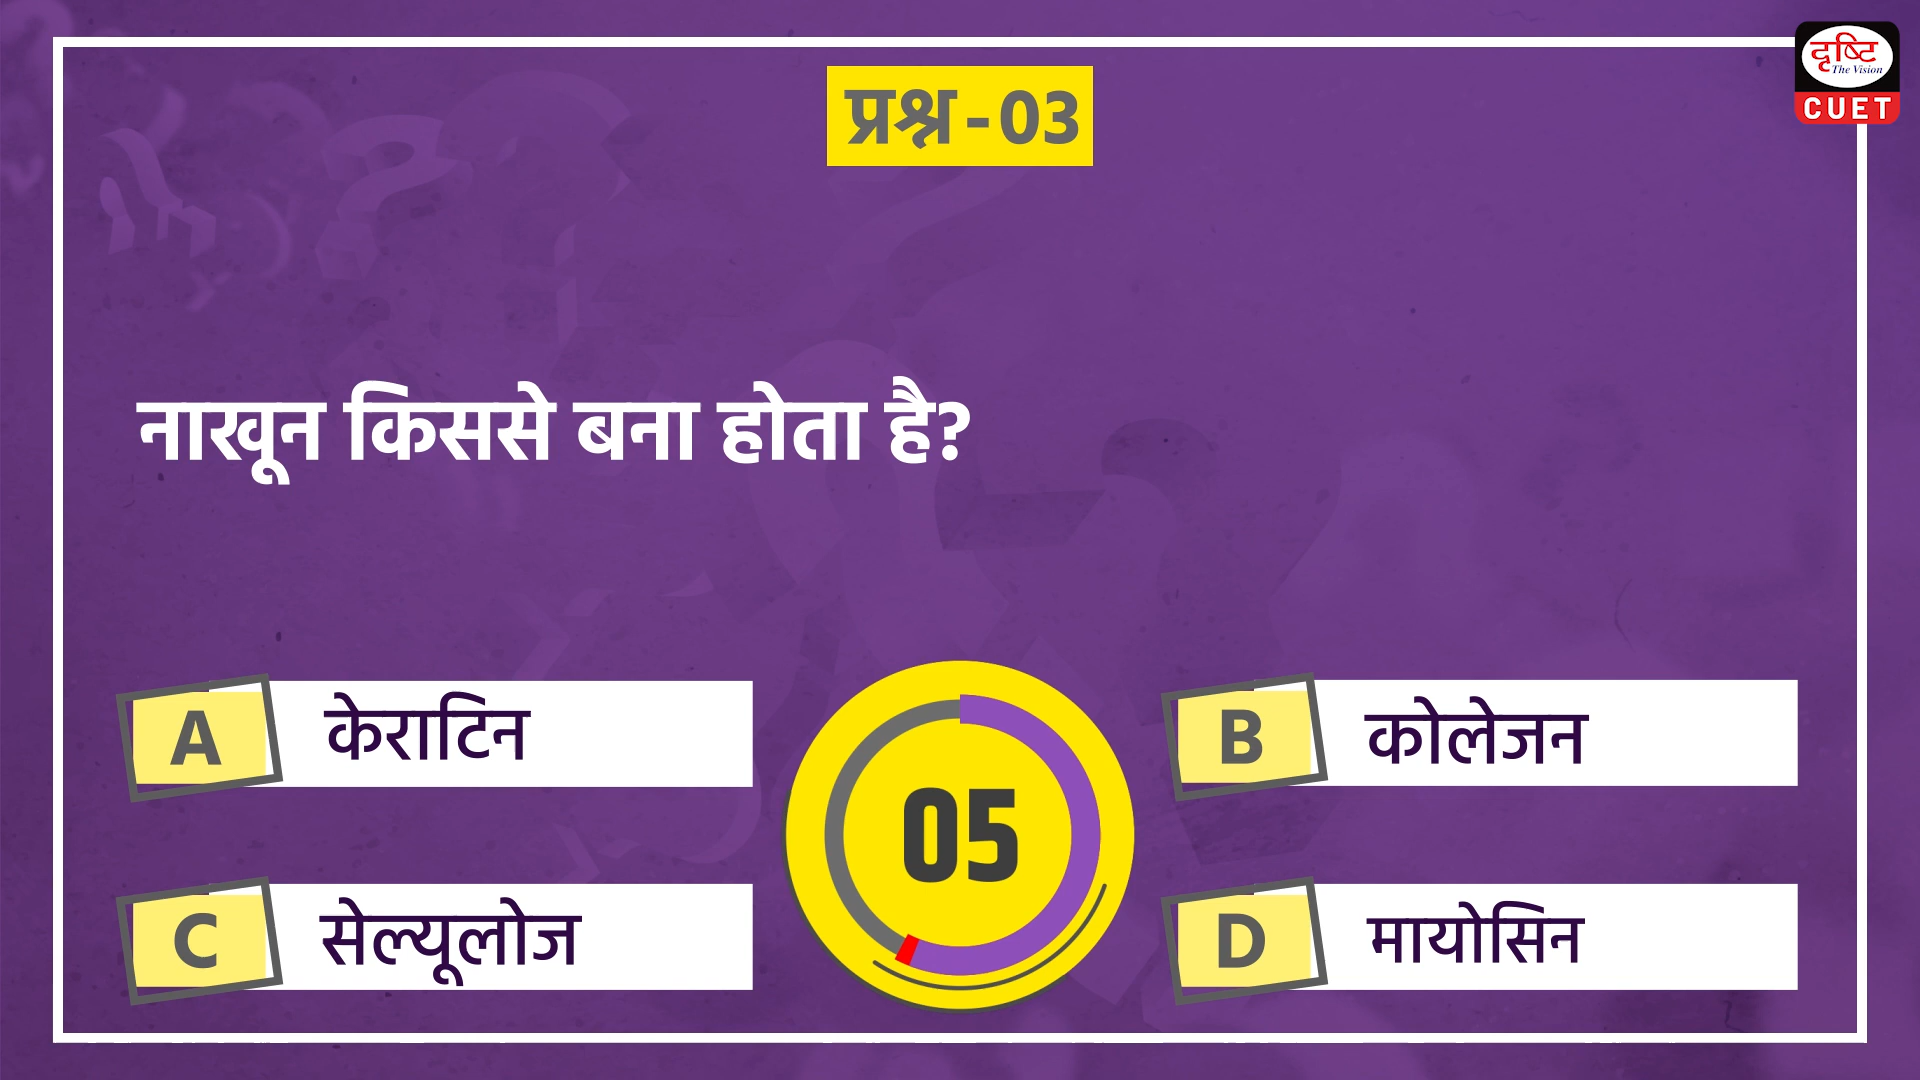 दृष्टि
The Vision
CUET
प्रश्न-03
नाखून किससे बना होता है?
A केराटिन
B कोलेजन
05
C सेल्यूलोज
D मायोसिन